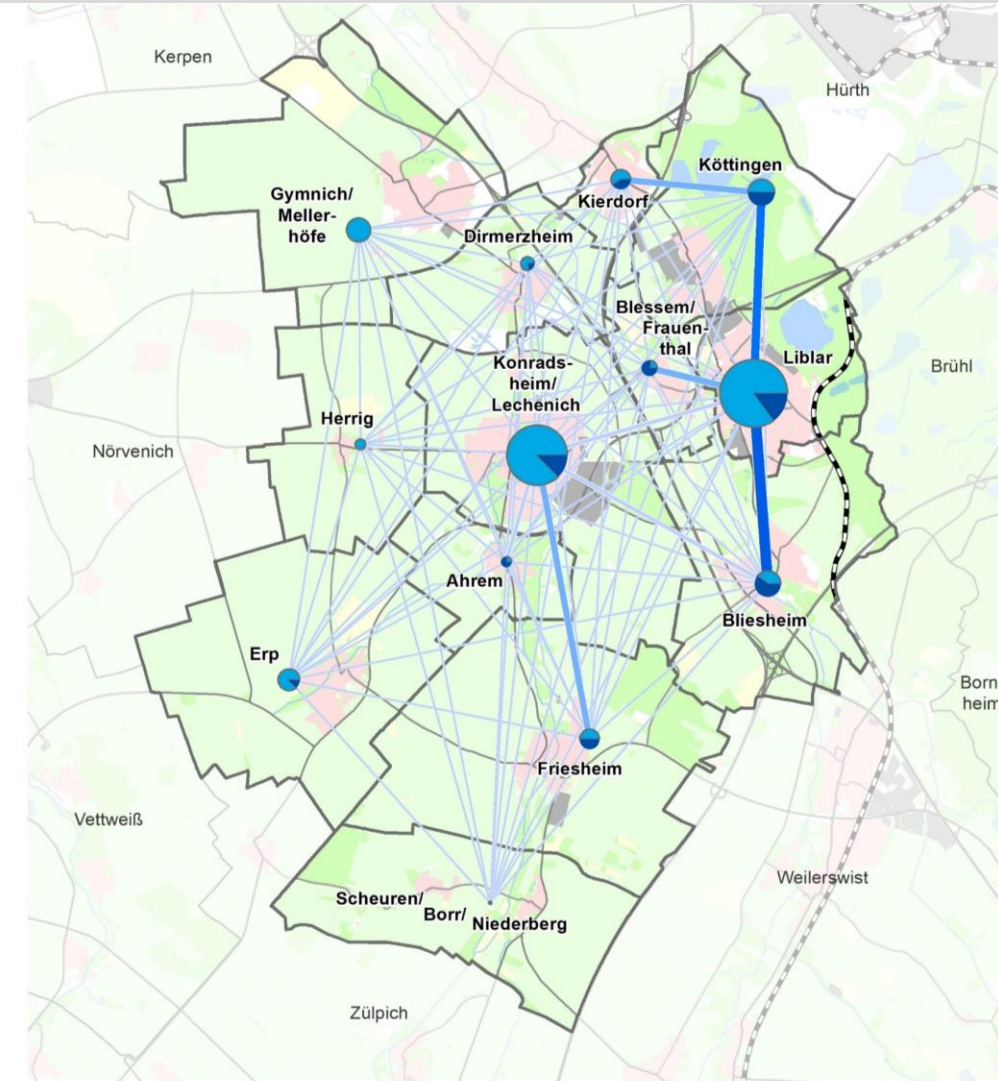 Kerpen
Hürth
Köttingen
Gymnich/
Meller-
höfe
Kierdorf
Dirmerzheim
Blessem/
Frauen-
thal
Liblar
Konrads-
heim/
Lechenich
Brühl
Herrig
Nörvenich
Ahrem
Bliesheim
Erp
Born
heim
Friesheim
Vettweiß
Weilerswist
Scheuren/
Borr/
Niederberg
Zülpich